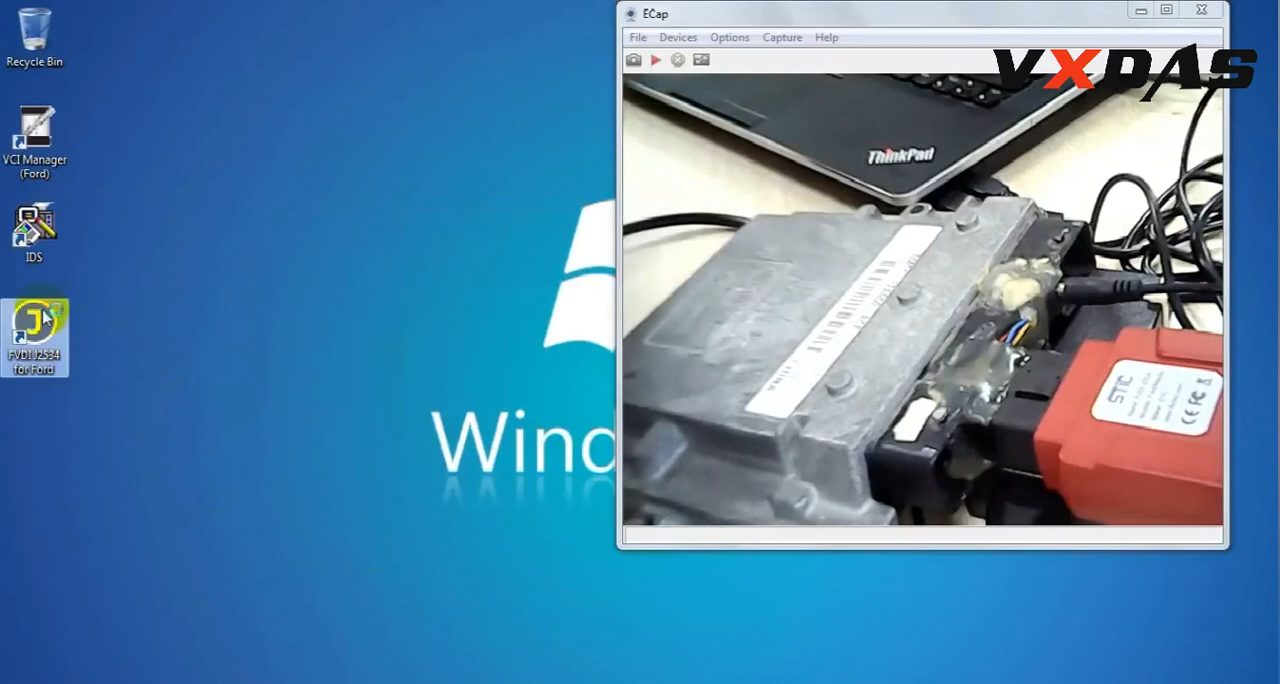 Recycle Bin
VCI Manager
(Ford)
IDS
FVDI J2534
for Ford
Wind
ECap
File Devices Options Capture Help
VXDAS
ThinkPad
STIC
CE FC